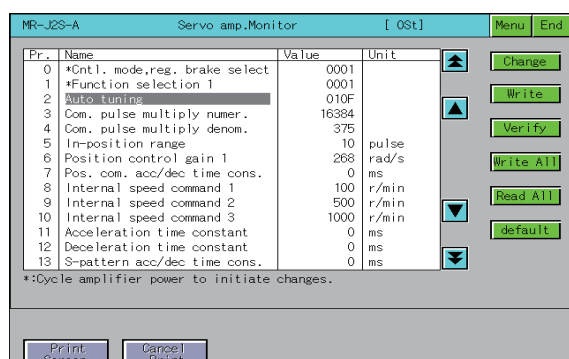 MR-J2S-A Servo amp.Monitor [ 0St] Menu End
Pr. Name Value Unit
0 *Cntl. mode,reg. brake select 0001
1 *Function selection 1 0001
2 Auto tuning 010F
3 Com. pulse multiply numer. 16384
4 Com. pulse multiply denom. 375
5 In-position range 10 pulse
6 Position control gain 1 268 rad/s
7 Pos. com. acc/dec time cons. 0 ms
8 Internal speed command 1 100 r/min
9 Internal speed command 2 500 r/min
10 Internal speed command 3 1000 r/min
11 Acceleration time constant 0 ms
12 Deceleration time constant 0 ms
13 S-pattern acc/dec time cons. 0 ms
*:Cycle amplifier power to initiate changes.
Change
Write
Verify
Write All
Read All
default
Print Cancel
Screen Print